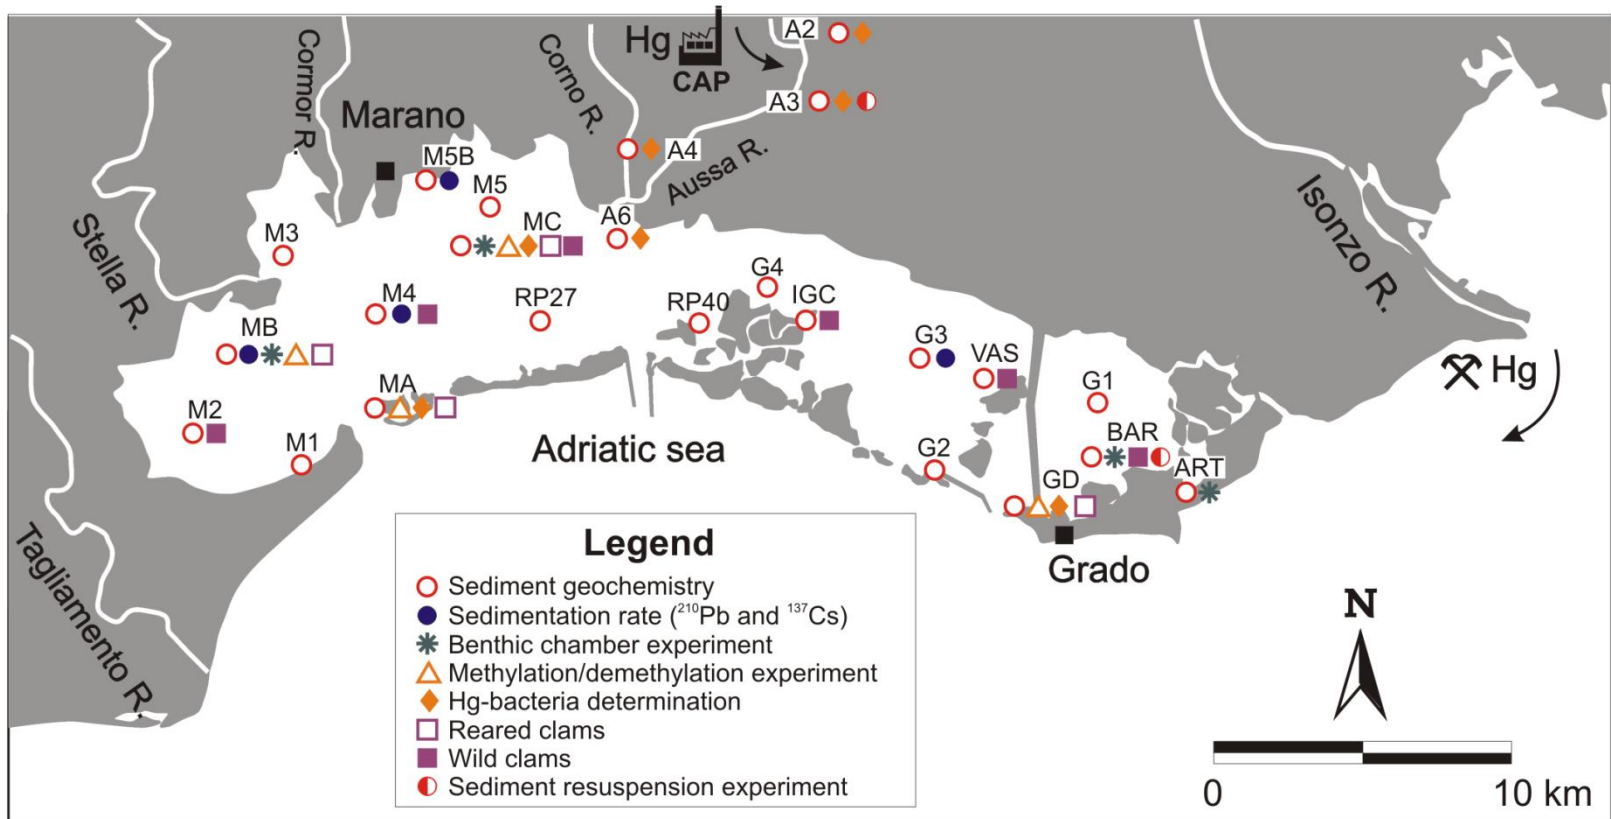 A2
Hg
CAP
Cormor R.
Corno R.
A3
Marano
A4
Aussa R.
M5B
M5
Isonzo R.
Stella R.
A6
MC
M3
G4
M4
RP27
RP40
IGC
MB
G3
VAS
Hg
MA
G1
M2
M1
BAR
Adriatic sea
G2
ART
GD
Tagliamento R.
Grado
Legend
Sediment geochemistry
Sedimentation rate (²¹⁰Pb and ¹³⁷Cs)
Benthic chamber experiment
Methylation/demethylation experiment
Hg-bacteria determination
Reared clams
Wild clams
Sediment resuspension experiment
N
0 10 km